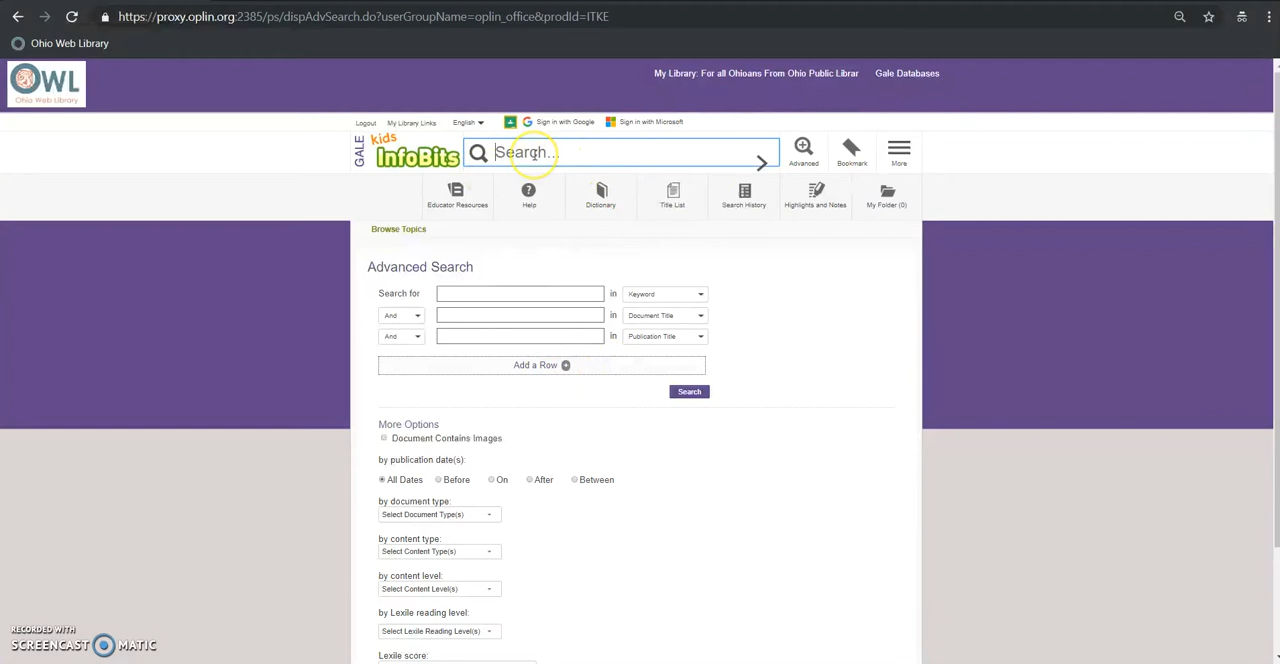 https://proxy.oplin.org:2385/ps/dispAdvSearch.do?userGroupName=oplin_office&prodId=ITKE
Ohio Web Library
OWL
Ohio Web Library
My Library: For all Ohioans From Ohio Public Librar
Gale Databases
Logout
My Library Links
English
Sign in with Google
Sign in with Microsoft
GALE
kids
InfoBits
Search...
Advanced
Bookmark
More
Educator Resources
Help
Dictionary
Title List
Search History
Highlights and Notes
My Folder (0)
Browse Topics
Advanced Search
Search for
in
Keyword
And
in
Document Title
And
in
Publication Title
Add a Row
Search
More Options
Document Contains Images
by publication date(s):
All Dates
Before
On
After
Between
by document type:
Select Document Type(s)
by content type:
Select Content Type(s)
by content level:
Select Content Level(s)
by Lexile reading level:
Select Lexile Reading Level(s)
Lexile score:
RECORDED WITH
SCREENCAST MATIC